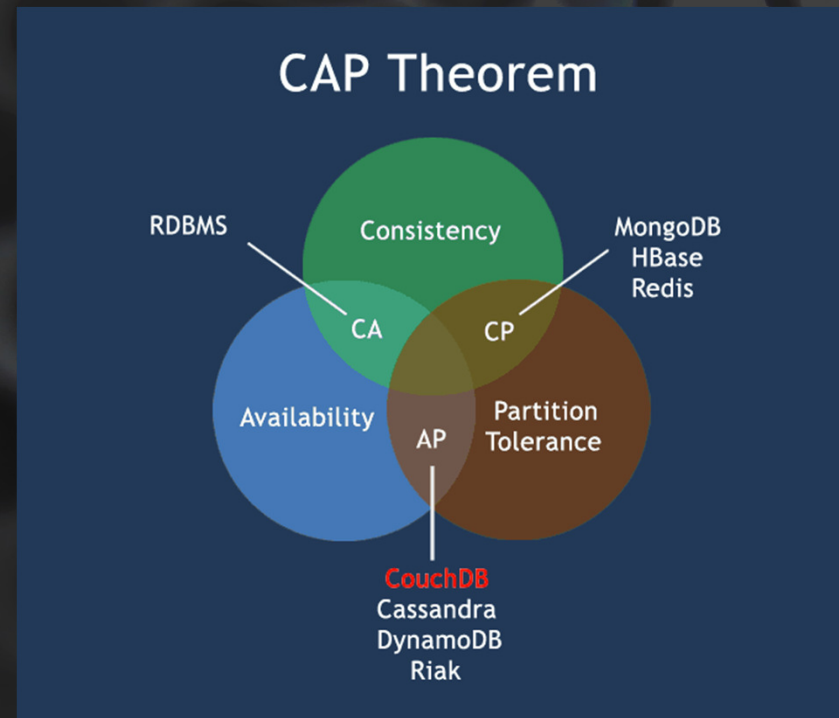 CAP Theorem
RDBMS
Consistency
MongoDB
HBase
Redis
CA
CP
Availability
Partition
Tolerance
AP
CouchDB
Cassandra
DynamoDB
Riak